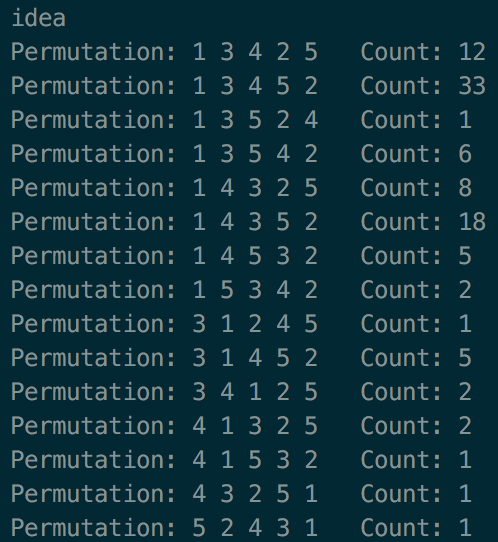 idea
Permutation: 1 3 4 2 5   Count: 12
Permutation: 1 3 4 5 2   Count: 33
Permutation: 1 3 5 2 4   Count: 1
Permutation: 1 3 5 4 2   Count: 6
Permutation: 1 4 3 2 5   Count: 8
Permutation: 1 4 3 5 2   Count: 18
Permutation: 1 4 5 3 2   Count: 5
Permutation: 1 5 3 4 2   Count: 2
Permutation: 3 1 2 4 5   Count: 1
Permutation: 3 1 4 5 2   Count: 5
Permutation: 3 4 1 2 5   Count: 2
Permutation: 4 1 3 2 5   Count: 2
Permutation: 4 1 5 3 2   Count: 1
Permutation: 4 3 2 5 1   Count: 1
Permutation: 5 2 4 3 1   Count: 1